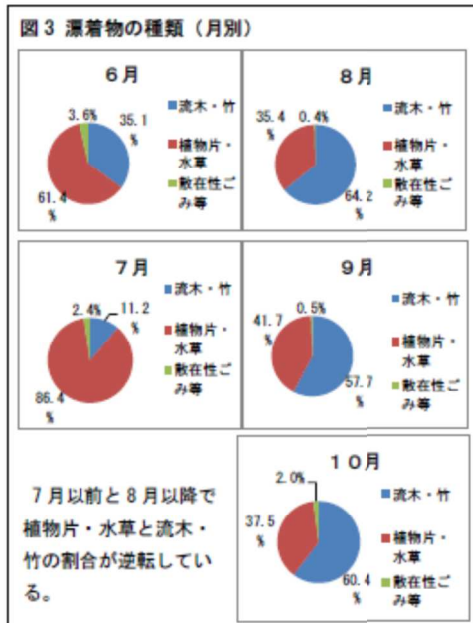 図3 漂着物の種類（月別）
6月
3.6%
35.1
%
61.4
%
流木・竹
植物片・
水草
散在性ご
み等
8月
35.4
%
0.4%
64.2
%
流木・竹
植物片・
水草
散在性ご
み等
7月
2.4%
11.2
%
86.4
%
流木・竹
植物片・
水草
散在性ご
み等
9月
41.7
%
0.5%
57.7
%
流木・竹
植物片・
水草
散在性ご
み等
7月以前と8月以降で
植物片・水草と流木・
竹の割合が逆転してい
る。
10月
2.0%
37.5
%
60.4
%
流木・竹
植物片・
水草
散在性ご
み等